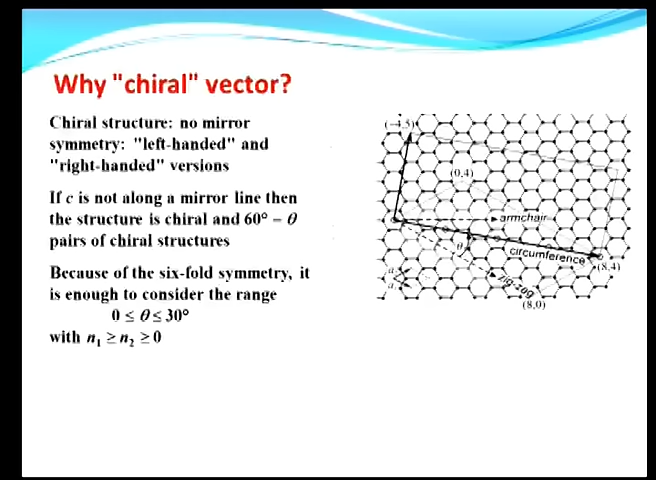 Why "chiral" vector?
Chiral structure: no mirror
symmetry: "left-handed" and
"right-handed" versions
If c is not along a mirror line then
the structure is chiral and 60° – θ
pairs of chiral structures
Because of the six-fold symmetry, it
is enough to consider the range
0 ≤ θ ≤ 30°
with n₁ ≥ n₂ ≥ 0
(–4,5)
(0,4)
armchair
circumference
θ
(8,4)
zig-zag
(8,0)